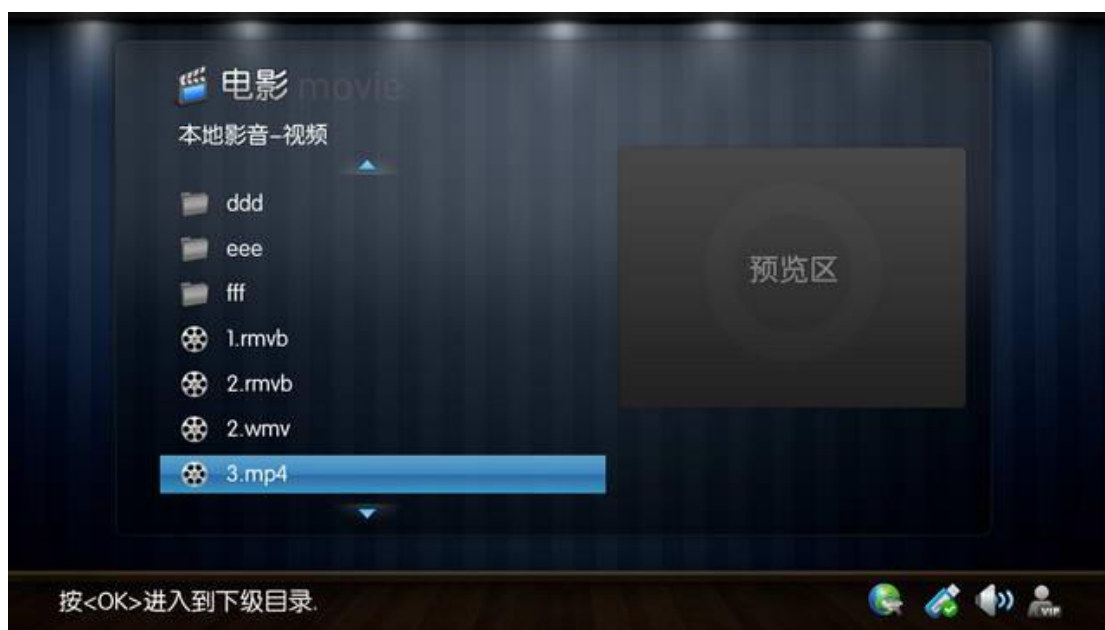 电影 movie
本地影音-视频
ddd
eee
fff
1.rmvb
2.rmvb
2.wmv
3.mp4
预览区
按<OK>进入到下级目录.
VIP